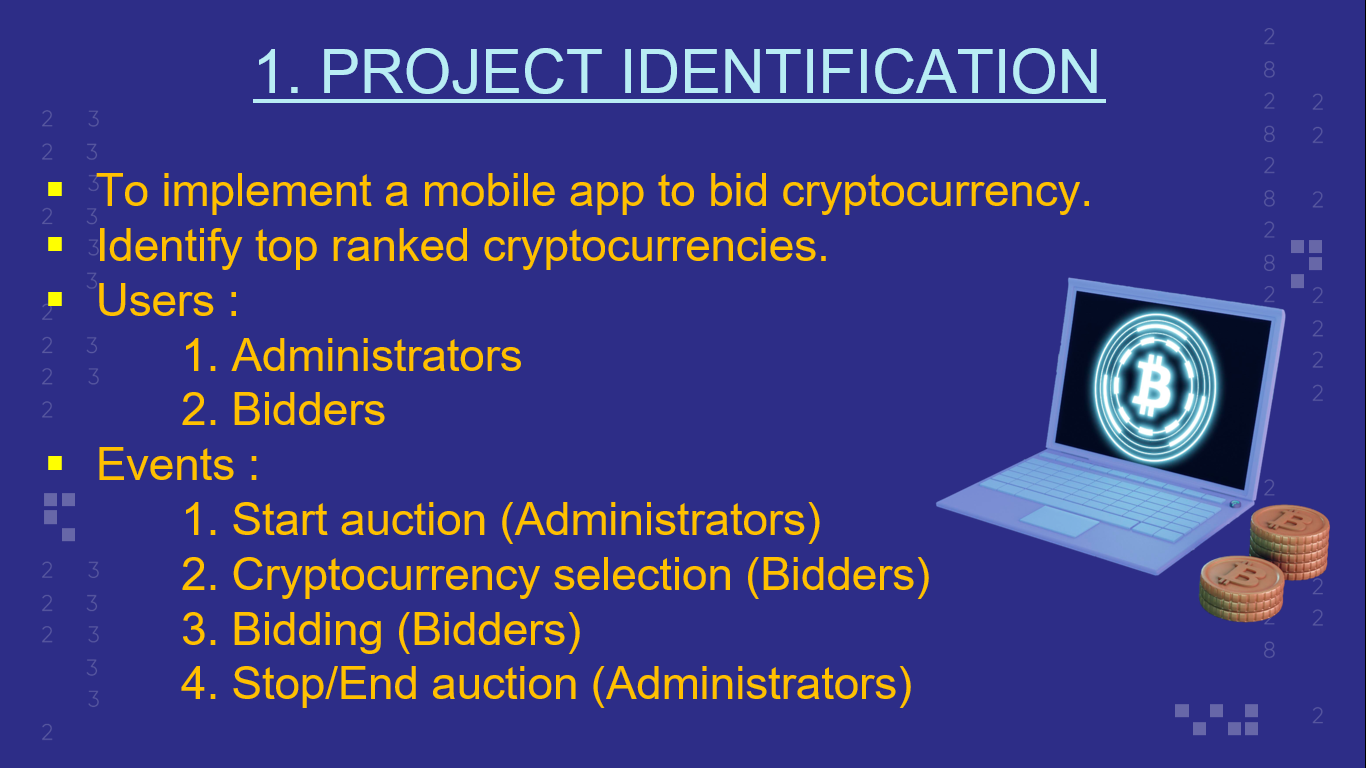 1. PROJECT IDENTIFICATION
▪ To implement a mobile app to bid cryptocurrency.
▪ Identify top ranked cryptocurrencies.
▪ Users :
1. Administrators
2. Bidders
▪ Events :
1. Start auction (Administrators)
2. Cryptocurrency selection (Bidders)
3. Bidding (Bidders)
4. Stop/End auction (Administrators)